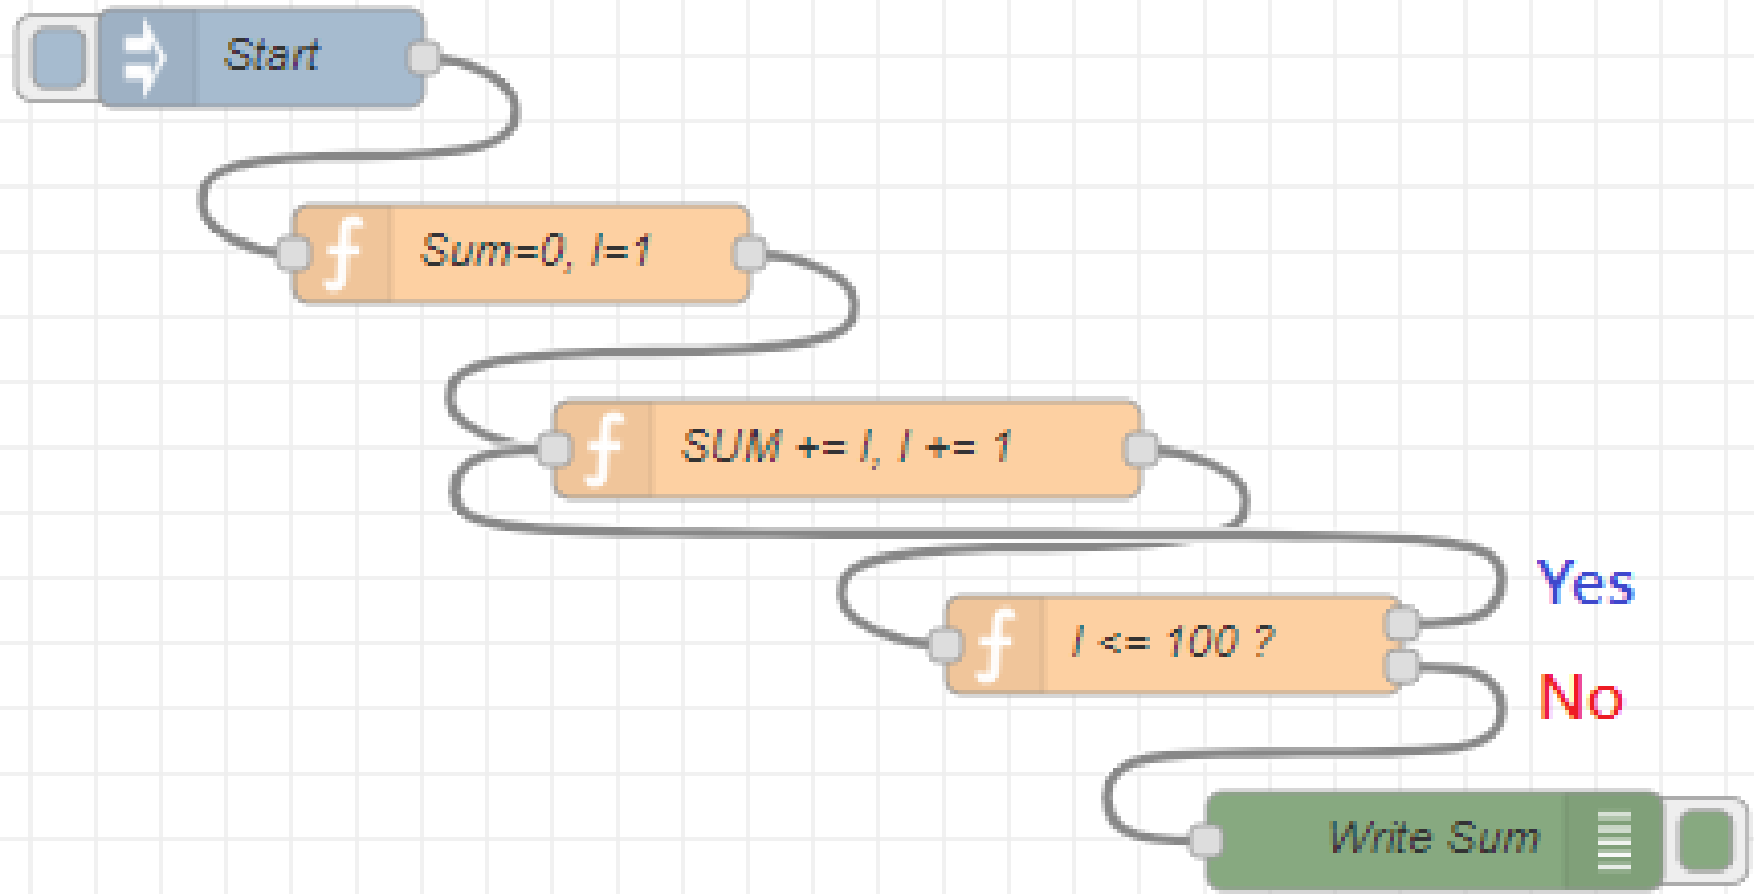 Start
Sum=0, I=1
SUM += I, I += 1
I <= 100 ?
Yes
No
Write Sum